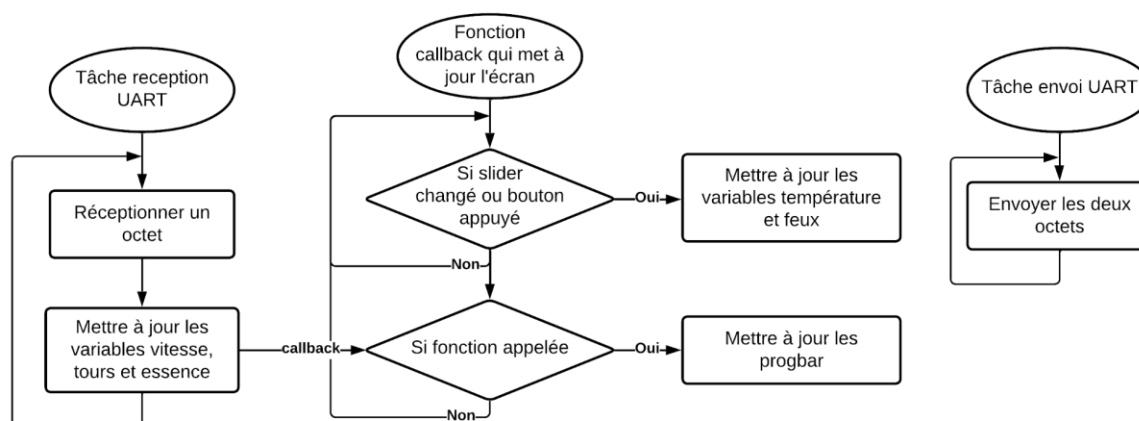 Tâche reception
UART
Réceptionner un
octet
Mettre à jour les
variables vitesse,
tours et essence
callback
Fonction
callback qui met à
jour l'écran
Si slider
changé ou bouton
appuyé
Oui
Mettre à jour les
variables température
et feux
Non
Si fonction appelée
Oui
Mettre à jour les
progbar
Non
Tâche envoi UART
Envoyer les deux
octets